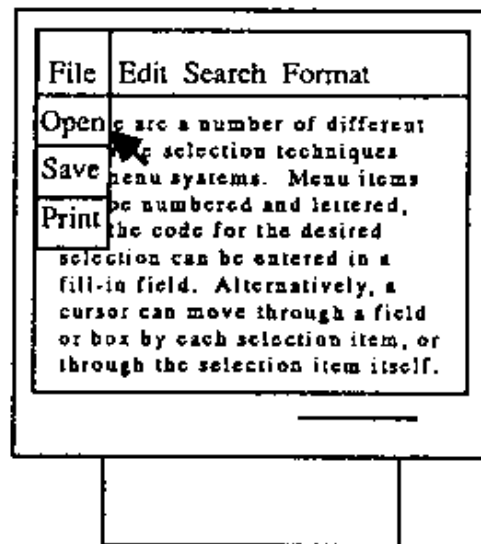 File Edit Search Format
Open e are a number of different
Save e selection techniques
menu systems. Menu items
Print be numbered and lettered,
the code for the desired
selection can be entered in a
fill-in field. Alternatively, a
cursor can move through a field
or box by each selection item, or
through the selection item itself.